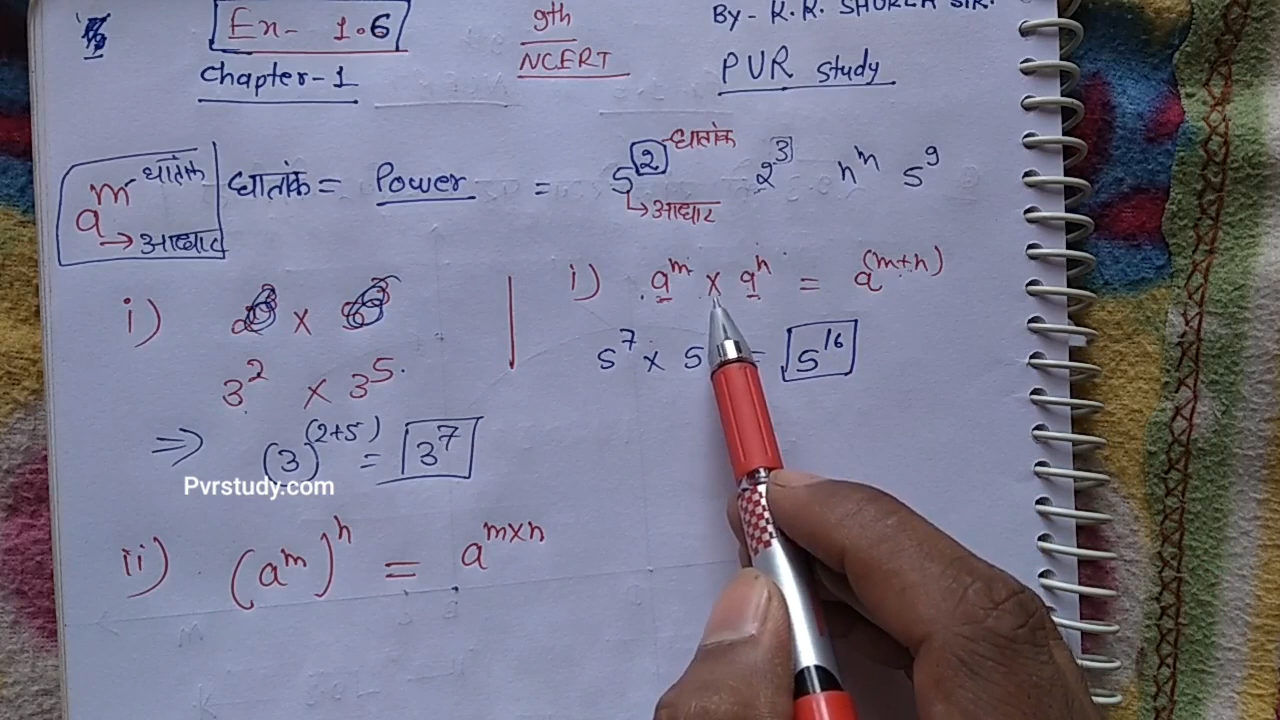 Ex- 1.6
Chapter-1
9th
NCERT
By- R.R. SHUKLA SIR.
PVR study
a^m घातांक
→ आधार
घातांक = Power = 5^2 घातांक 2^3 n^m 5^9
→ आधार
i) ×
3^2 × 3^5
⇒ (3)^(2+5) = 3^7
i) a^m × a^n = a^(m+n)
5^7 × 5 = 5^16
Pvrstudy.com
ii) (a^m)^n = a^m×n